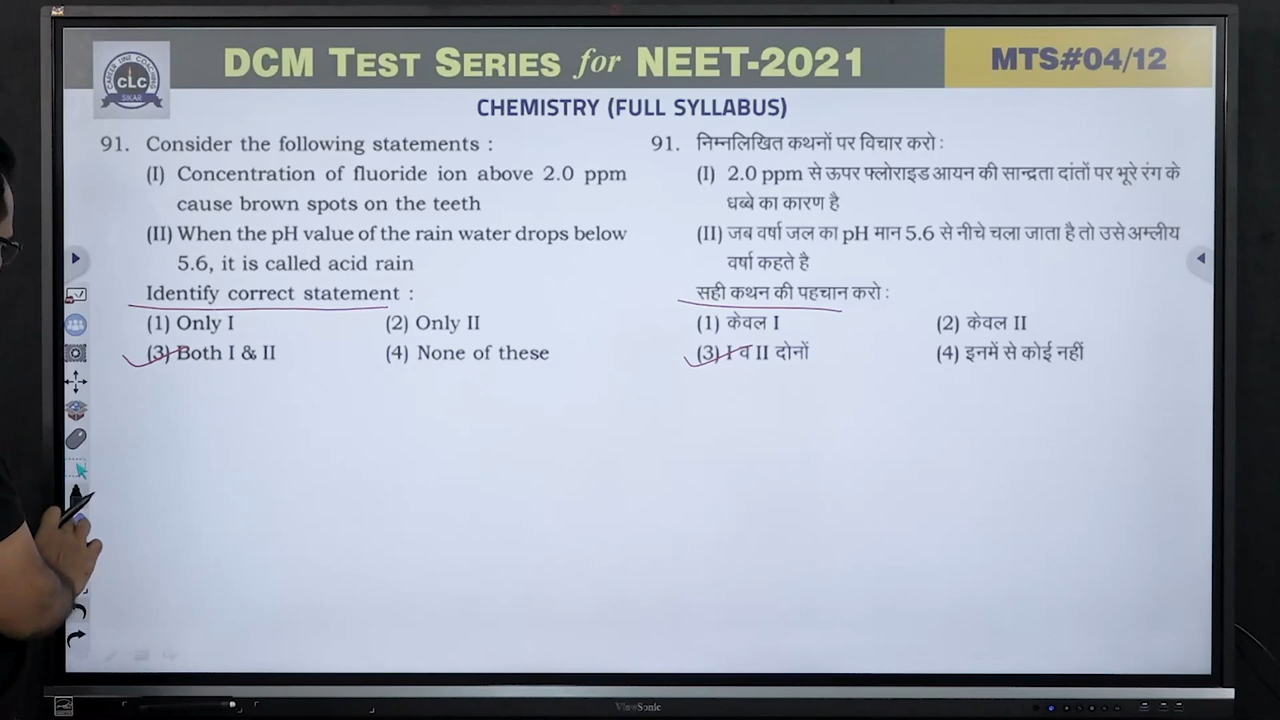 DCM TEST SERIES for NEET-2021
MTS#04/12
CLC
SIKAR
CHEMISTRY (FULL SYLLABUS)
91. Consider the following statements :
(I) Concentration of fluoride ion above 2.0 ppm
cause brown spots on the teeth
(II) When the pH value of the rain water drops below
5.6, it is called acid rain
Identify correct statement :
(1) Only I (2) Only II
(3) Both I & II (4) None of these
91. निम्नलिखित कथनों पर विचार करो :
(I) 2.0 ppm से ऊपर फ्लोराइड आयन की सान्द्रता दांतों पर भूरे रंग के
धब्बे का कारण है
(II) जब वर्षा जल का pH मान 5.6 से नीचे चला जाता है तो उसे अम्लीय
वर्षा कहते है
सही कथन की पहचान करो :
(1) केवल I (2) केवल II
(3) I व II दोनों (4) इनमें से कोई नहीं
ViewSonic